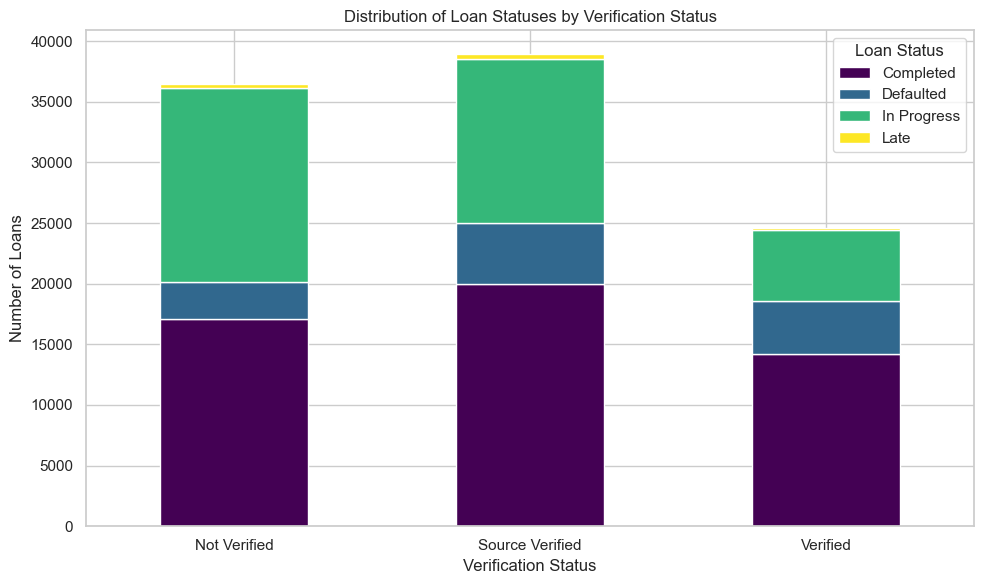 Distribution of Loan Statuses by Verification Status
Number of Loans
40000
35000
30000
25000
20000
15000
10000
5000
0
Loan Status
Completed
Defaulted
In Progress
Late
Not Verified
Source Verified
Verified
Verification Status